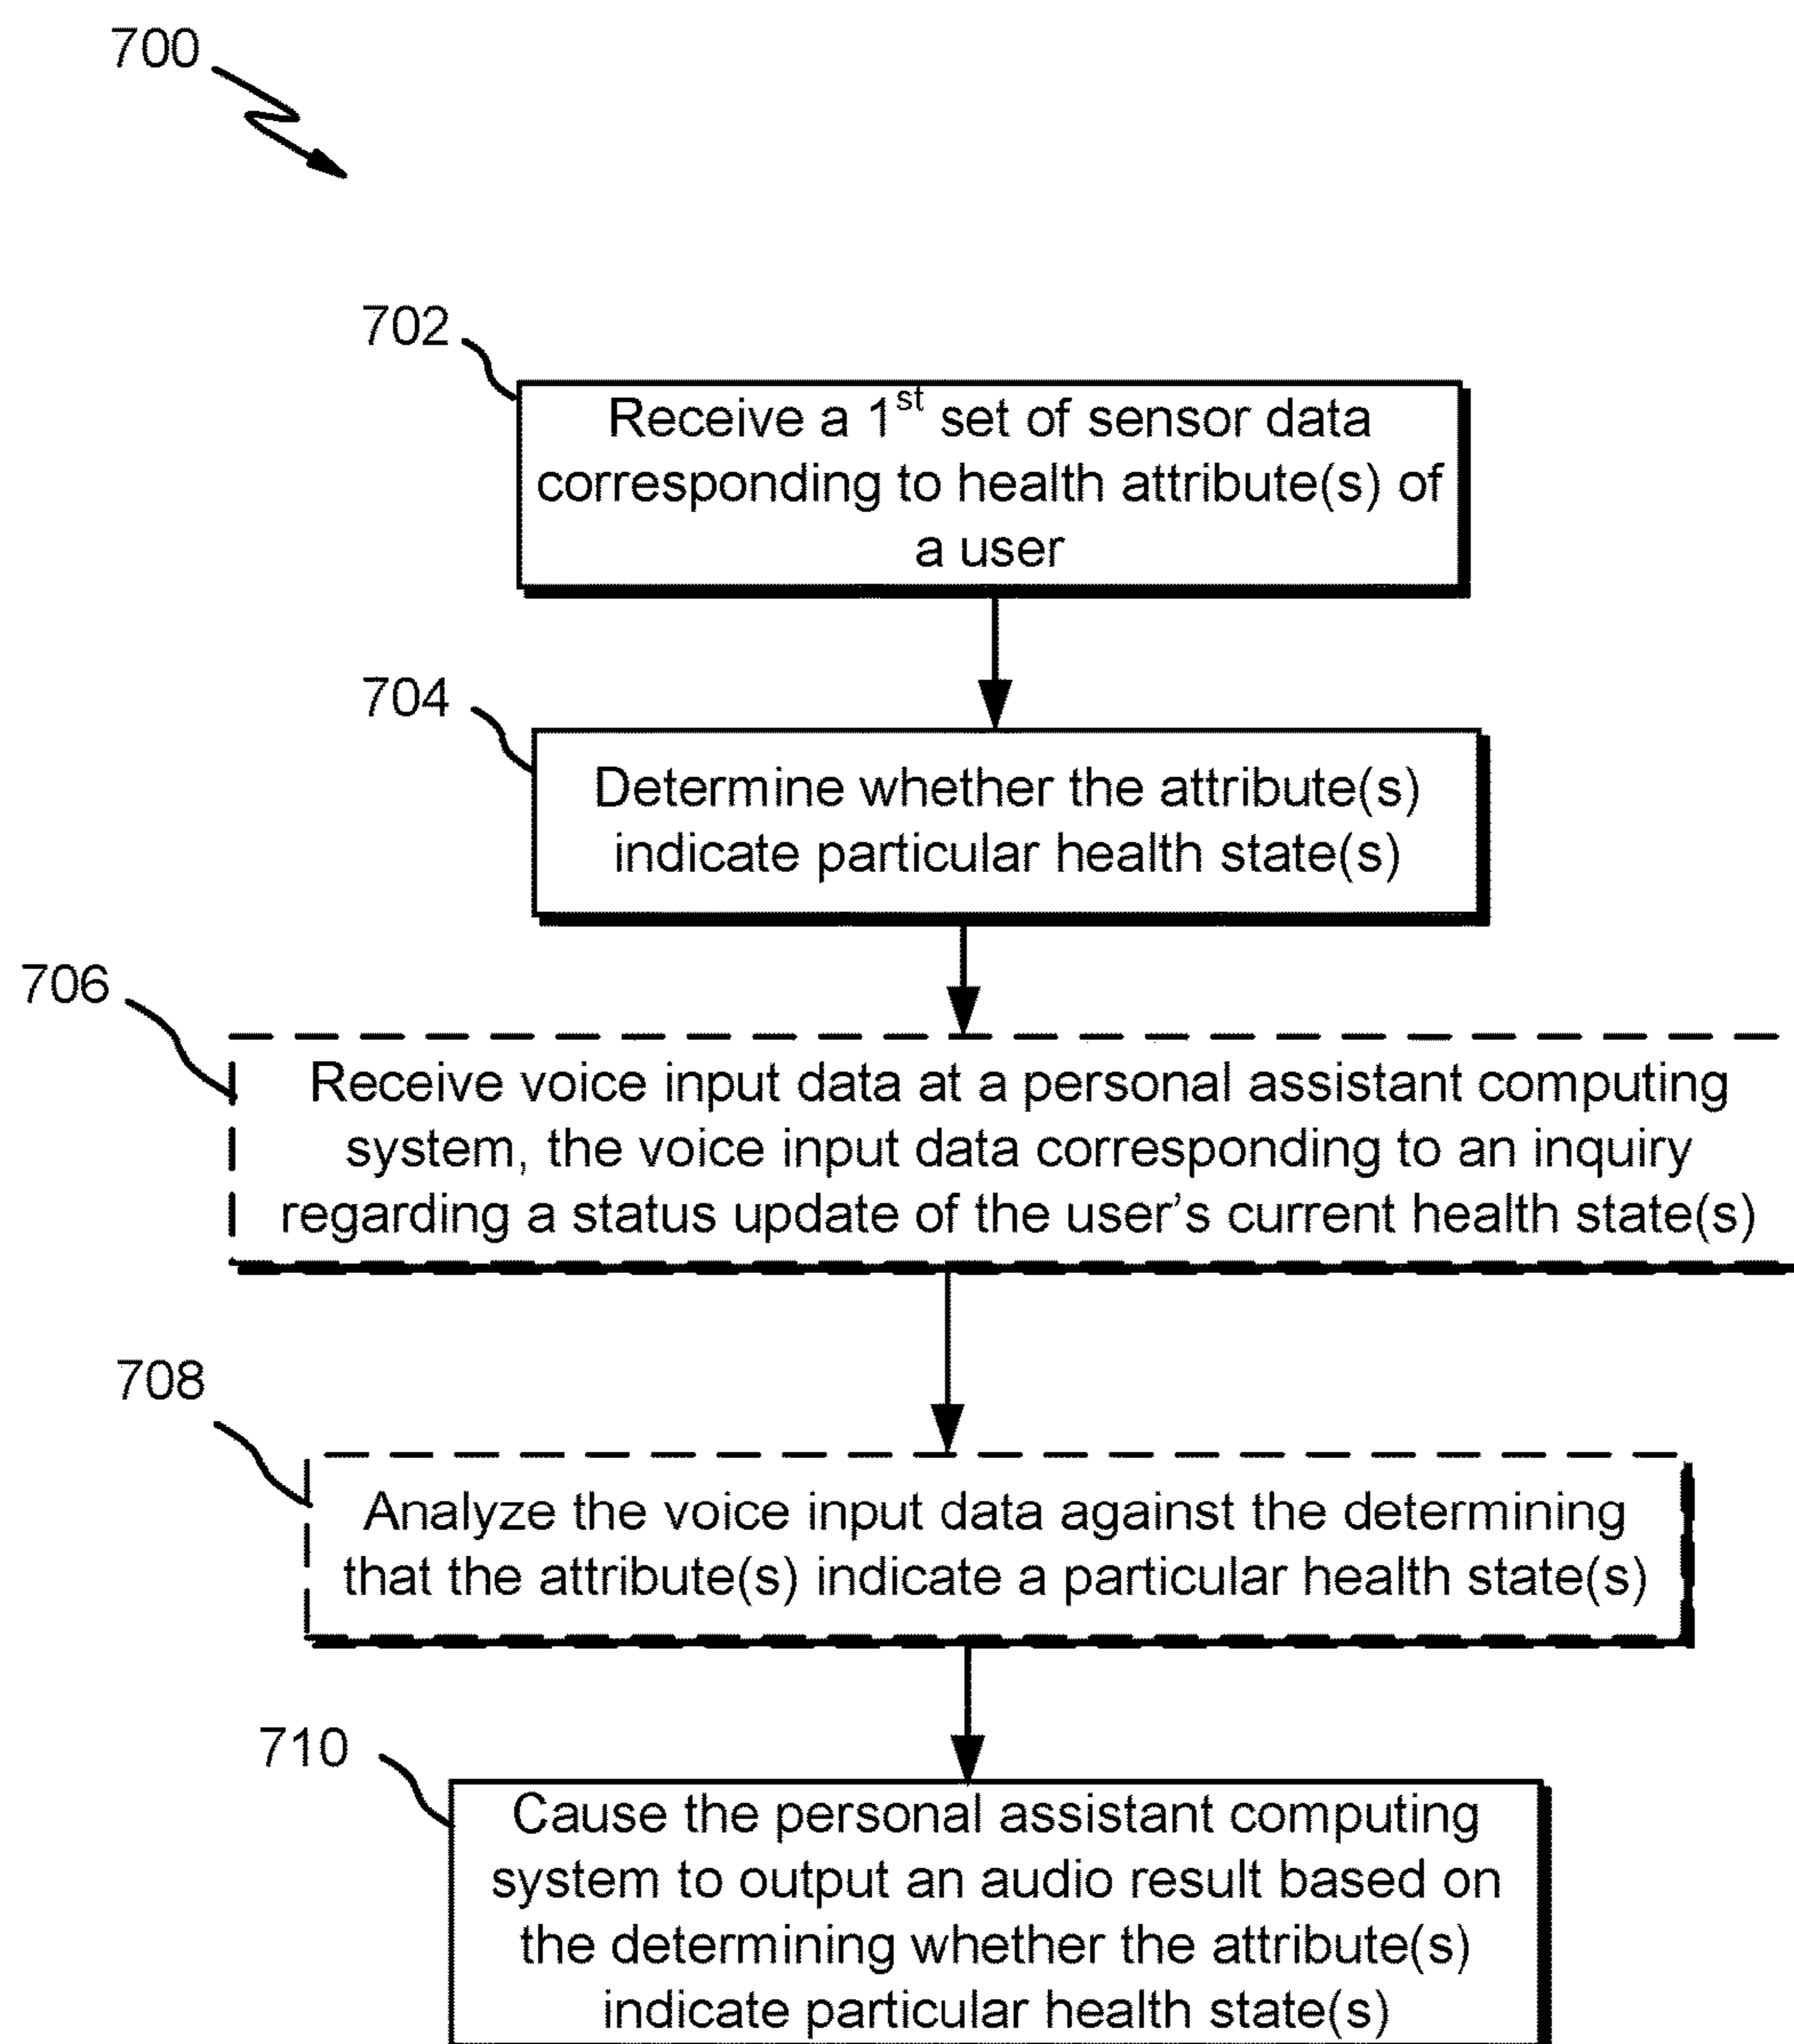 700
702
Receive a 1st set of sensor data
corresponding to health attribute(s) of
a user
704
Determine whether the attribute(s)
indicate particular health state(s)
706
Receive voice input data at a personal assistant computing
system, the voice input data corresponding to an inquiry
regarding a status update of the user's current health state(s)
708
Analyze the voice input data against the determining
that the attribute(s) indicate a particular health state(s)
710
Cause the personal assistant computing
system to output an audio result based on
the determining whether the attribute(s)
indicate particular health state(s)